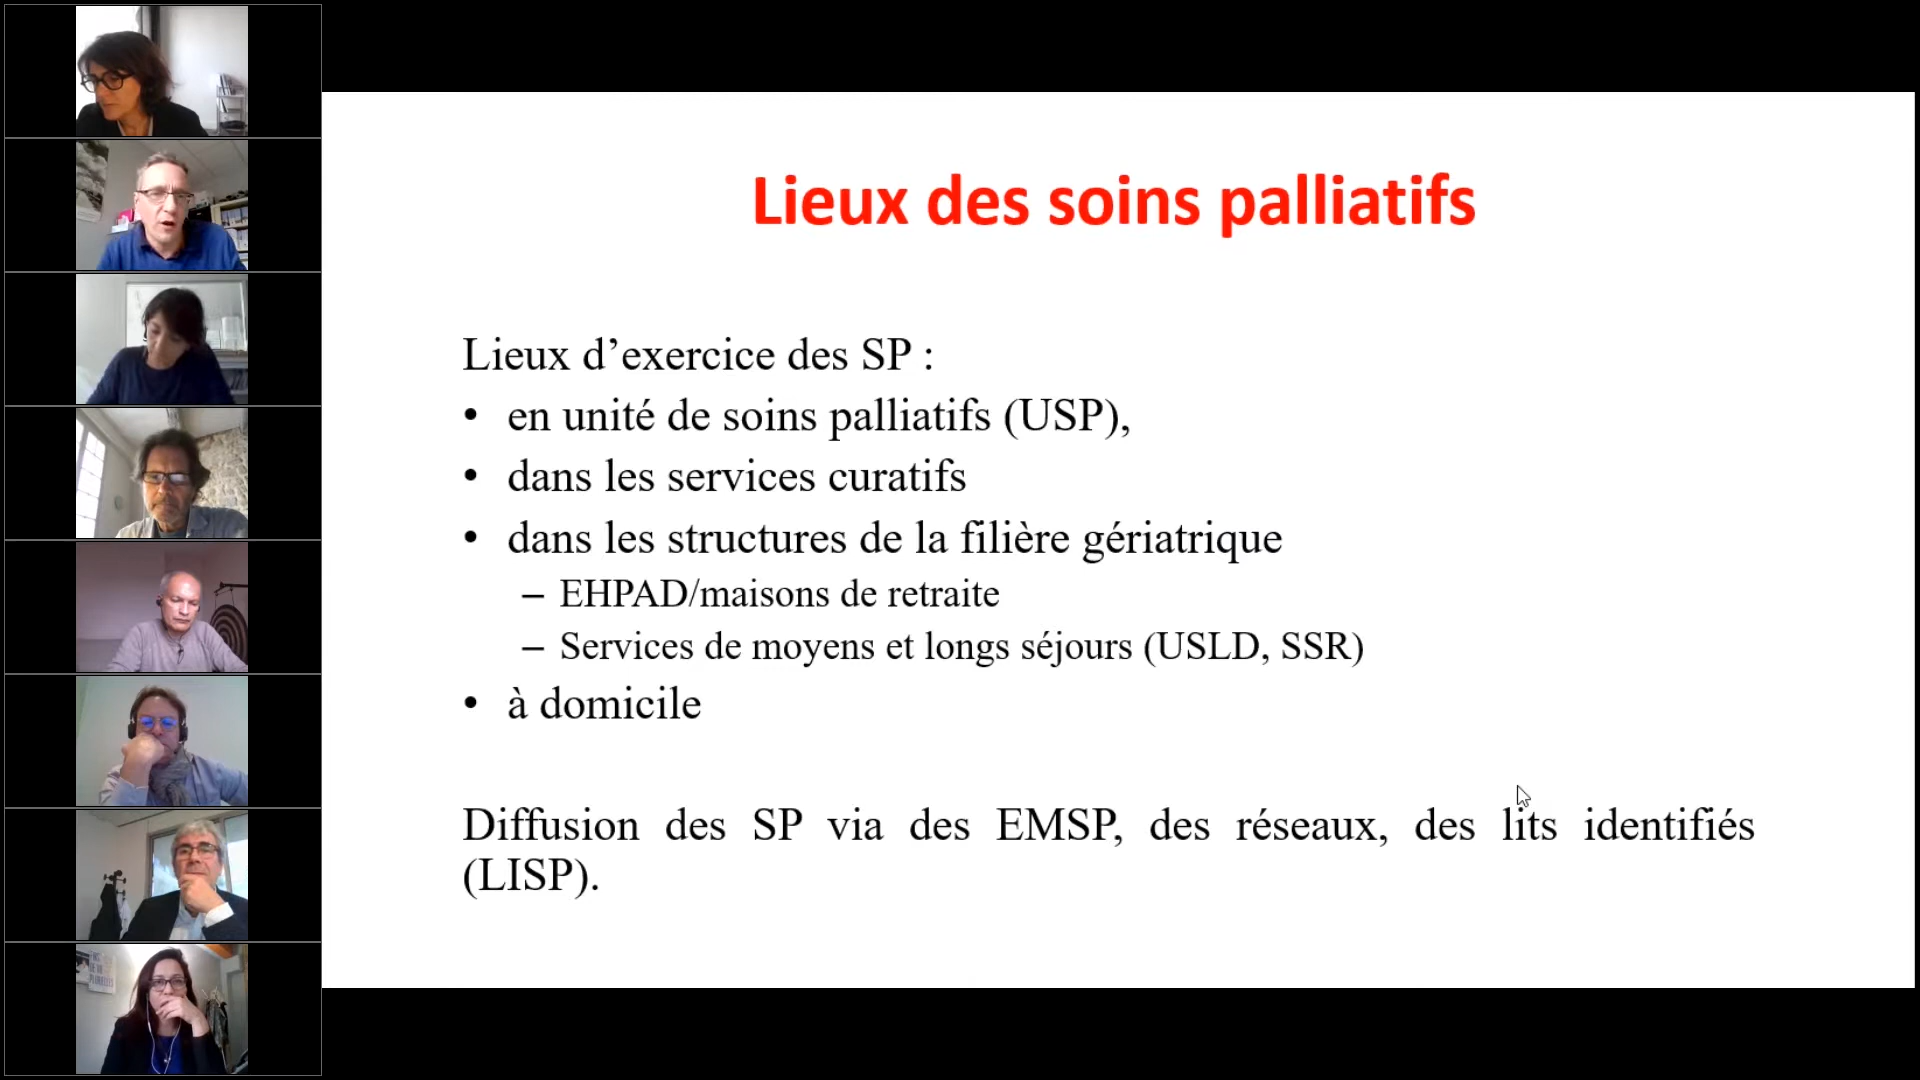 Lieux des soins palliatifs
Lieux d’exercice des SP :
• en unité de soins palliatifs (USP),
• dans les services curatifs
• dans les structures de la filière gériatrique
– EHPAD/maisons de retraite
– Services de moyens et longs séjours (USLD, SSR)
• à domicile
Diffusion des SP via des EMSP, des réseaux, des lits identifiés
(LISP).